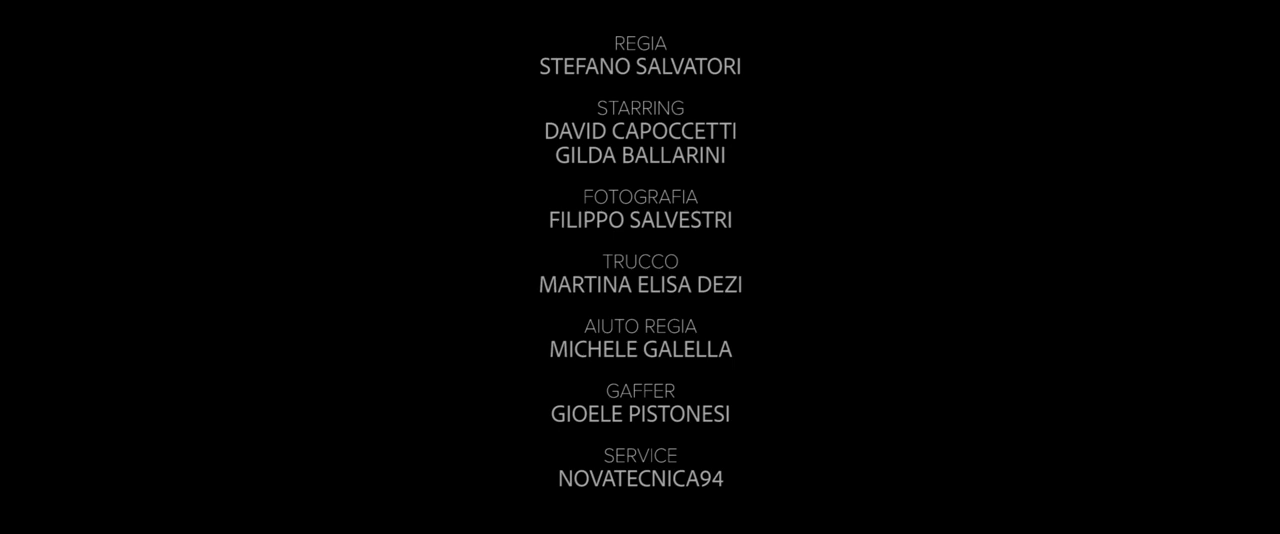 REGIA
STEFANO SALVATORI
STARRING
DAVID CAPOCCETTI
GILDA BALLARINI
FOTOGRAFIA
FILIPPO SALVESTRI
TRUCCO
MARTINA ELISA DEZI
AIUTO REGIA
MICHELE GALELLA
GAFFER
GIOELE PISTONESI
SERVICE
NOVATECNICA94